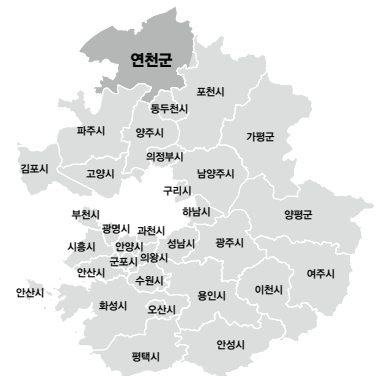 연천군
포천시
동두천시
파주시
양주시
가평군
의정부시
김포시
고양시
남양주시
구리시
부천시
하남시
양평군
광명시
과천시
시흥시
안양시
성남시
광주시
군포시
의왕시
안산시
수원시
여주시
안산시
화성시
오산시
용인시
이천시
평택시
안성시